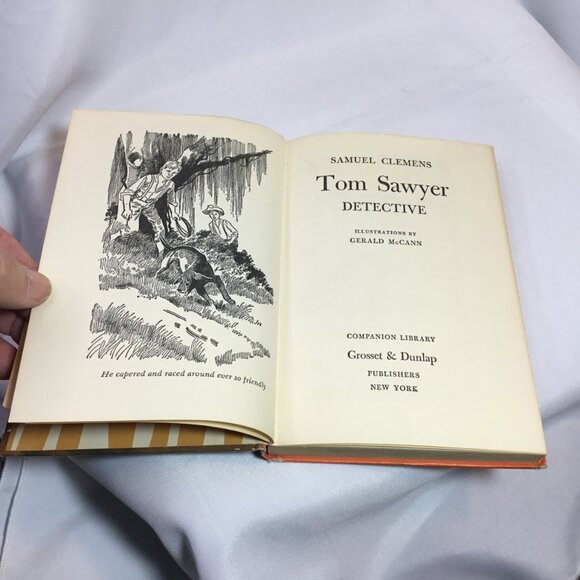 He capered and raced around ever so friendly
SAMUEL CLEMENS
Tom Sawyer
DETECTIVE
ILLUSTRATIONS BY
GERALD McCANN
COMPANION LIBRARY
Grosset & Dunlap
PUBLISHERS
NEW YORK